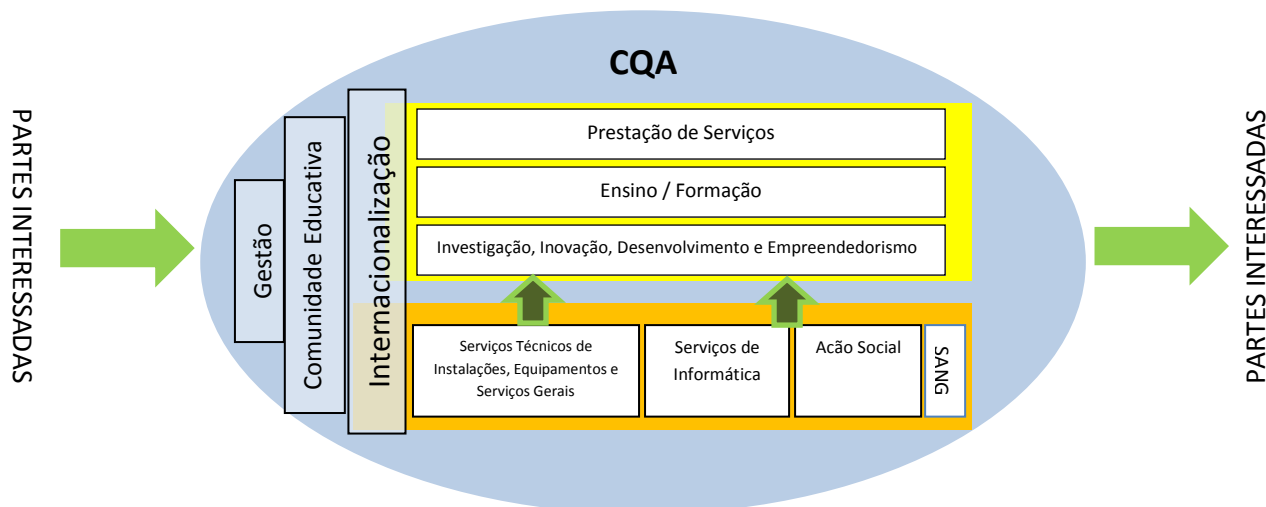 CQA
PARTES INTERESSADAS
Gestão
Comunidade Educativa
Internacionalização
Prestação de Serviços
Ensino / Formação
Investigação, Inovação, Desenvolvimento e Empreendedorismo
Serviços Técnicos de
Instalações, Equipamentos e
Serviços Gerais
Serviços de
Informática
Acão Social
SANG
PARTES INTERESSADAS